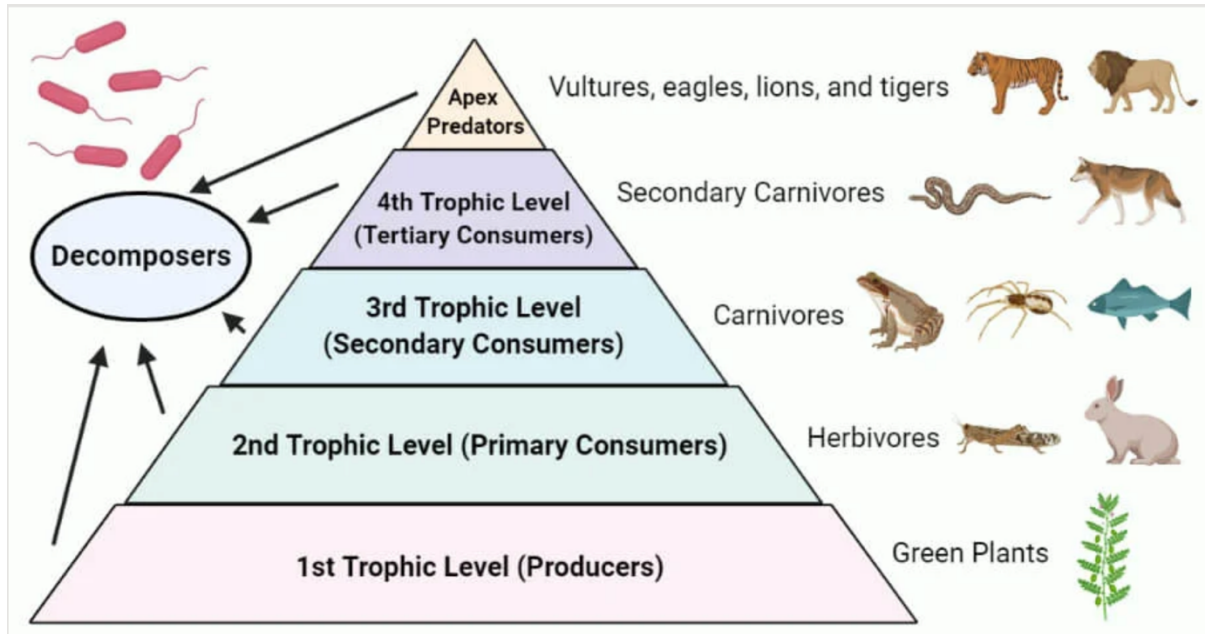 Apex
Predators
Vultures, eagles, lions, and tigers
4th Trophic Level
(Tertiary Consumers)
Secondary Carnivores
Decomposers
3rd Trophic Level
(Secondary Consumers)
Carnivores
2nd Trophic Level (Primary Consumers)
Herbivores
1st Trophic Level (Producers)
Green Plants